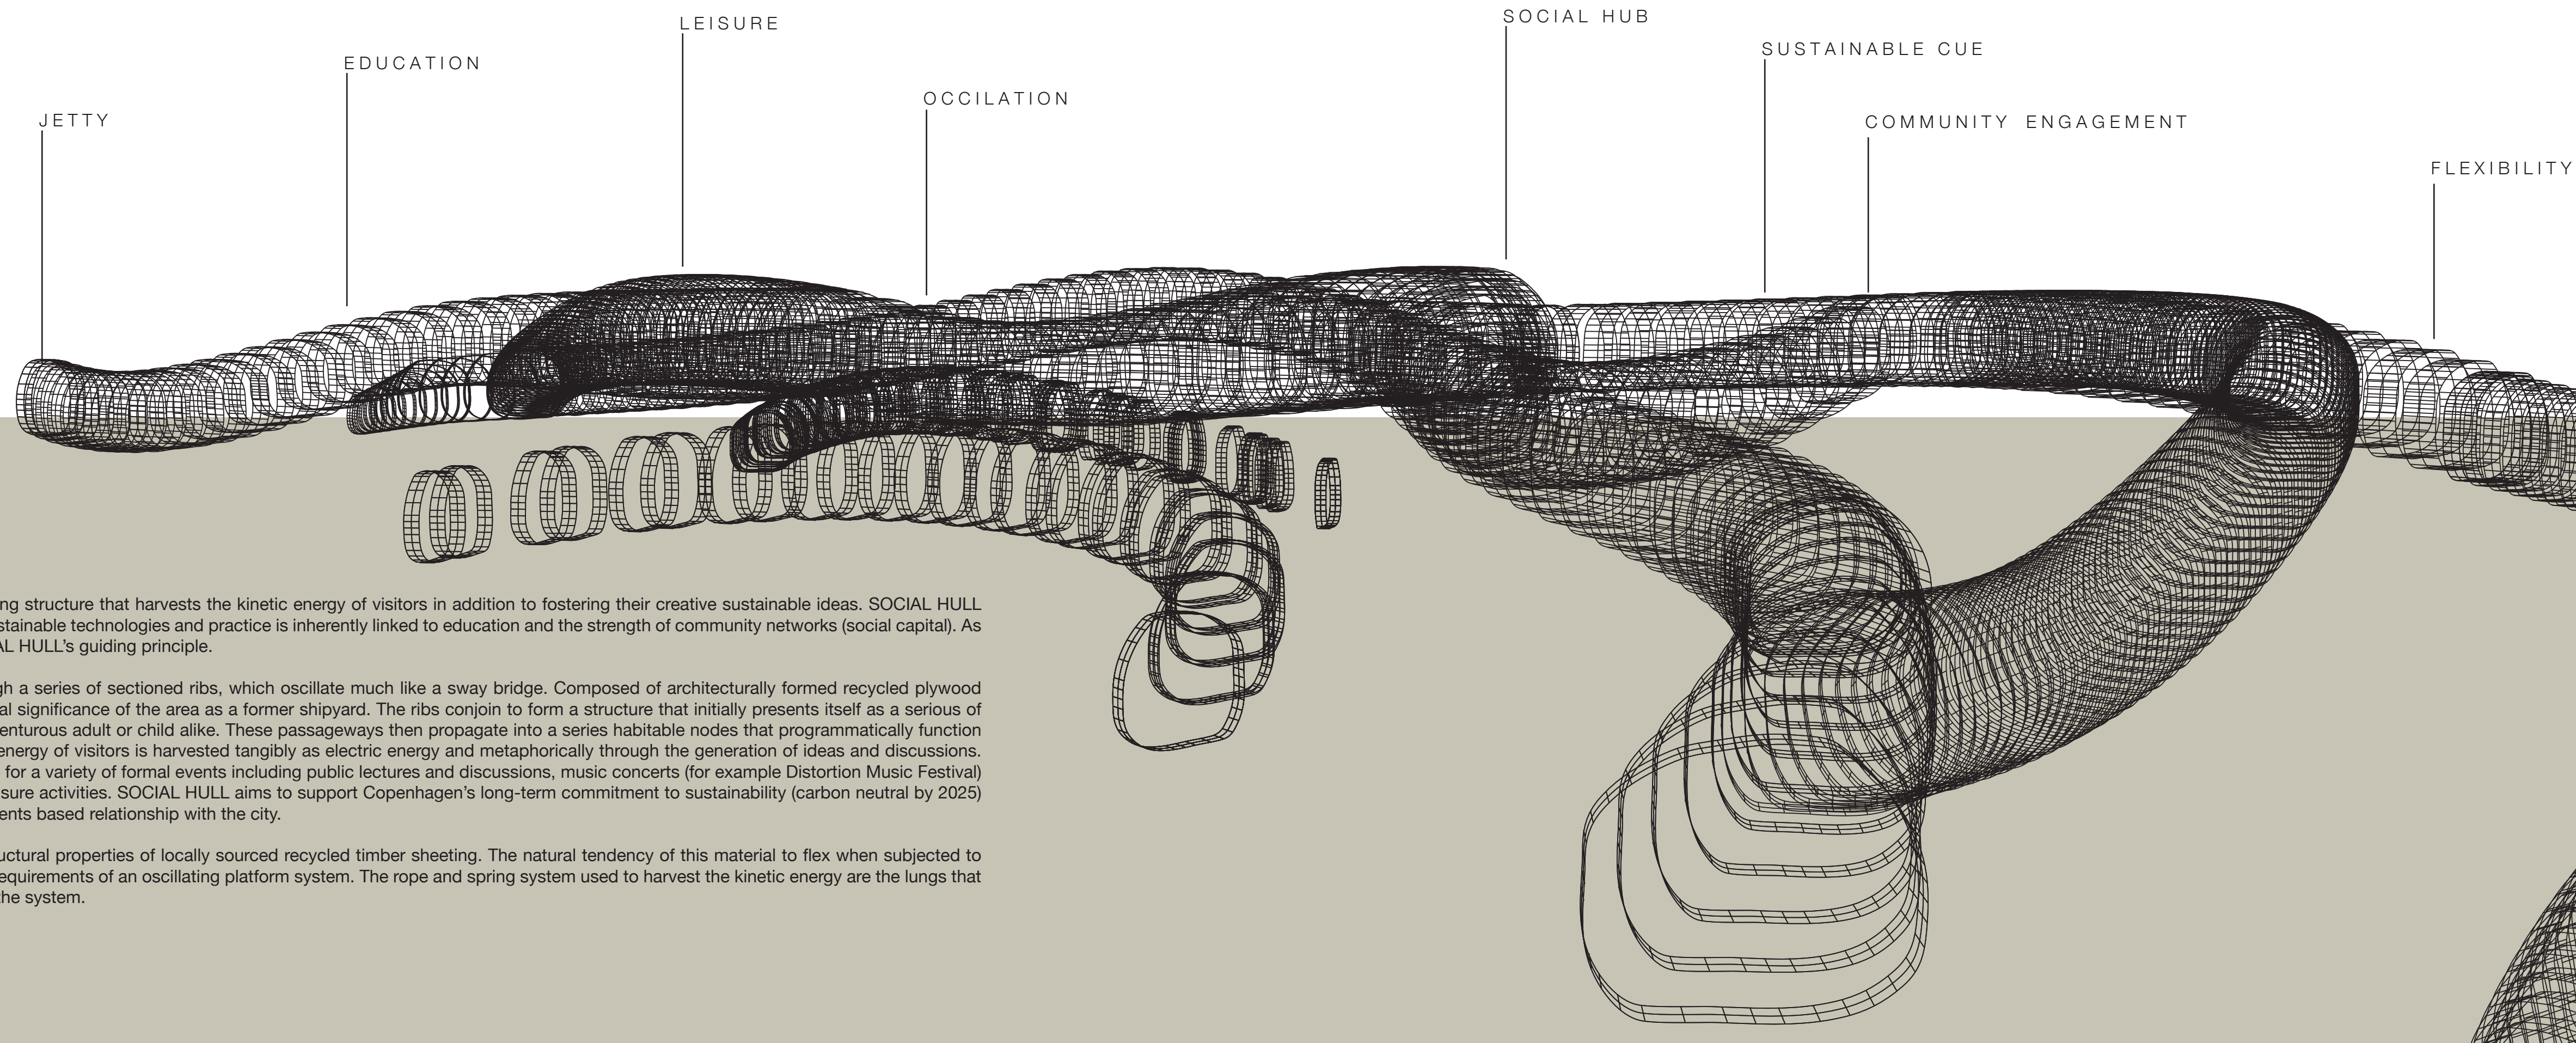 SOCIAL HUB
LEISURE
SUSTAINABLE CUE
EDUCATION
OCCILATION
JETTY
COMMUNITY ENGAGEMENT
FLEXIBILITY
ng structure that harvests the kinetic energy of visitors in addition to fostering their creative sustainable ideas. SOCIAL HULL
stainable technologies and practice is inherently linked to education and the strength of community networks (social capital). As
AL HULL’s guiding principle.
gh a series of sectioned ribs, which oscillate much like a sway bridge. Composed of architecturally formed recycled plywood
al significance of the area as a former shipyard. The ribs conjoin to form a structure that initially presents itself as a serious of
enturous adult or child alike. These passageways then propagate into a series habitable nodes that programmatically function
energy of visitors is harvested tangibly as electric energy and metaphorically through the generation of ideas and discussions.
for a variety of formal events including public lectures and discussions, music concerts (for example Distortion Music Festival)
sure activities. SOCIAL HULL aims to support Copenhagen’s long-term commitment to sustainability (carbon neutral by 2025)
ents based relationship with the city.
uctural properties of locally sourced recycled timber sheeting. The natural tendency of this material to flex when subjected to
equirements of an oscillating platform system. The rope and spring system used to harvest the kinetic energy are the lungs that
the system.